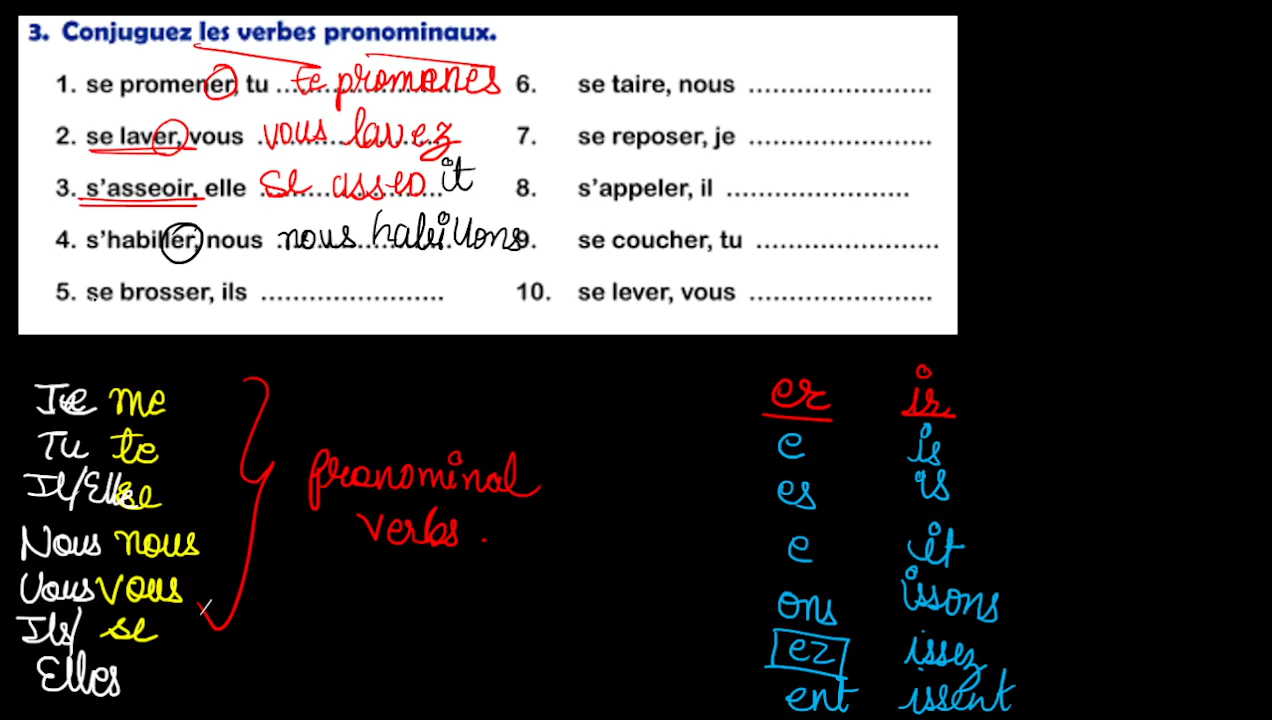 3. Conjuguez les verbes pronominaux.
1. se promener, tu ........................ te promenes
2. se laver, vous ........................ vous lavez
3. s'asseoir, elle ........................ se asseo it
4. s'habiller, nous ........................ nous habillons
5. se brosser, ils ........................
6. se taire, nous ........................
7. se reposer, je ........................
8. s'appeler, il ........................
9. se coucher, tu ........................
10. se lever, vous ........................
Je me
Tu te
Il/Elle se
Nous nous
Vous vous
Ils/ se
Elles
pronominal
verbs.
er ir
e is
es is
e it
ons issons
ez issez
ent issent